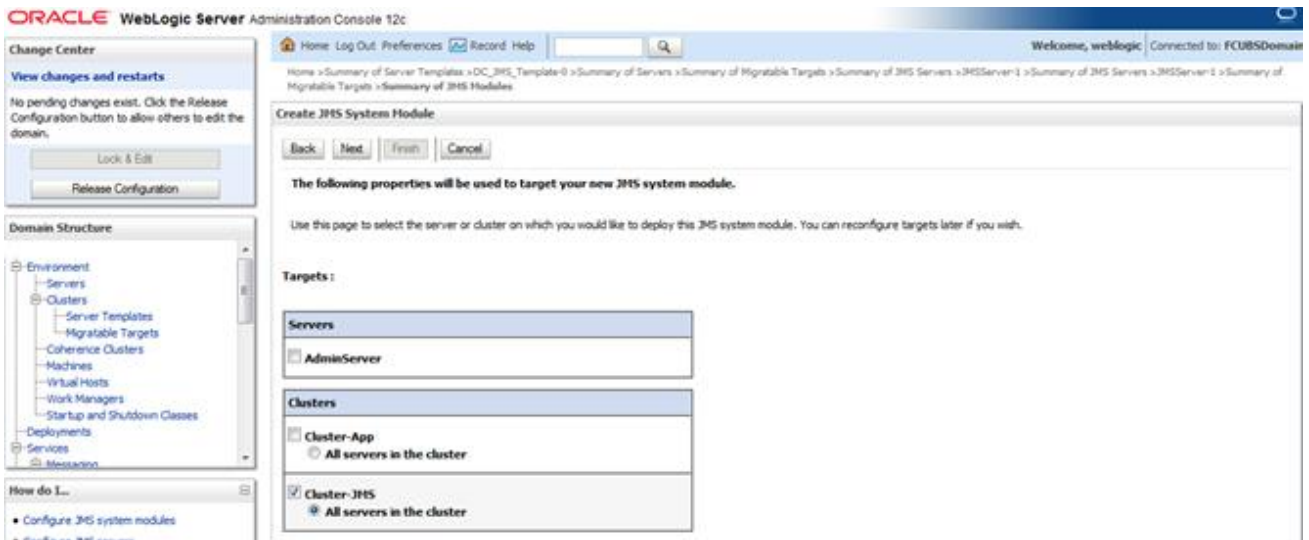 ORACLE WebLogic Server Administration Console 12c
Change Center
View changes and restarts
No pending changes exist. Click the Release
Configuration button to allow others to edit the
domain.
Lock & Edit
Release Configuration
Domain Structure
Environment
Servers
Clusters
Server Templates
Migratable Targets
Coherence Clusters
Machines
Virtual Hosts
Work Managers
Startup and Shutdown Classes
Deployments
Services
Messaging
How do I...
Configure JMS system modules
Configure JMS servers
Home Log Out Preferences Record Help
Welcome, weblogic Connected to: FCUBSDomain
Home >Summary of Server Templates >DC_JMS_Template-0 >Summary of Servers >Summary of Migratable Targets >Summary of JMS Servers >JMSServer-1 >Summary of JMS Servers >JMSServer-1 >Summary of
Migratable Targets >Summary of JMS Modules
Create JMS System Module
Back Next Finish Cancel
The following properties will be used to target your new JMS system module.
Use this page to select the server or cluster on which you would like to deploy this JMS system module. You can reconfigure targets later if you wish.
Targets :
Servers
AdminServer
Clusters
Cluster-App
All servers in the cluster
Cluster-JMS
All servers in the cluster